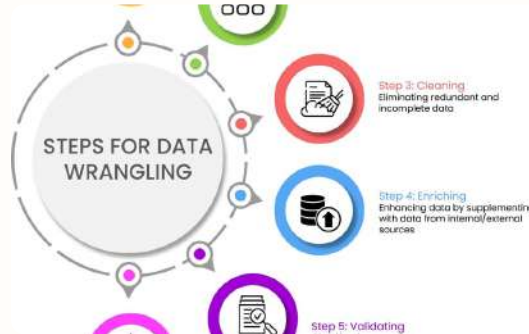 STEPS FOR DATA
WRANGLING
Step 3: Cleaning
Eliminating redundant and
incomplete data
Step 4: Enriching
Enhancing data by supplementing
with data from internal/external
sources
Step 5: Validating